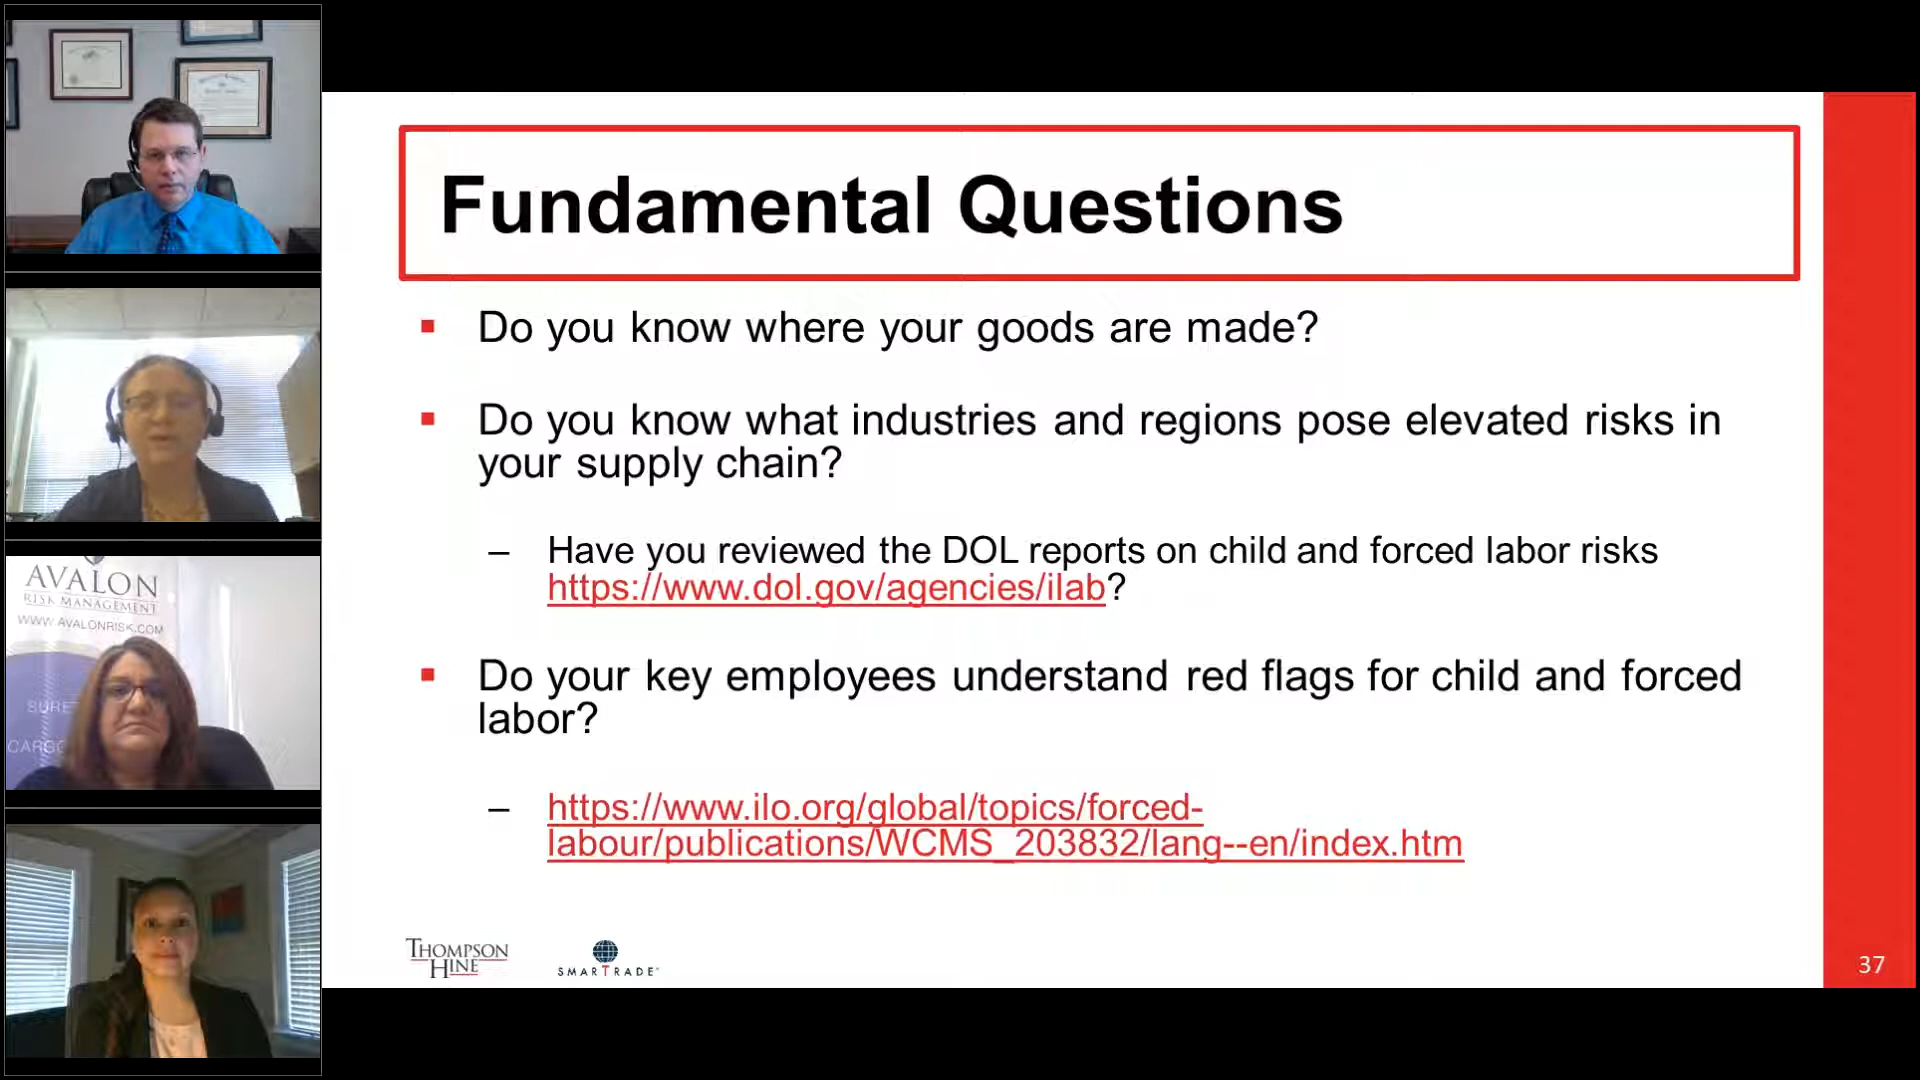 Fundamental Questions
Do you know where your goods are made?
Do you know what industries and regions pose elevated risks in
your supply chain?
– Have you reviewed the DOL reports on child and forced labor risks
https://www.dol.gov/agencies/ilab?
Do your key employees understand red flags for child and forced
labor?
– https://www.ilo.org/global/topics/forced-
labour/publications/WCMS_203832/lang--en/index.htm
THOMPSON
HINE
SMARTRADE
37
AVALON
RISK MANAGEMENT
WWW.AVALONRISK.COM
SURE
CARGO